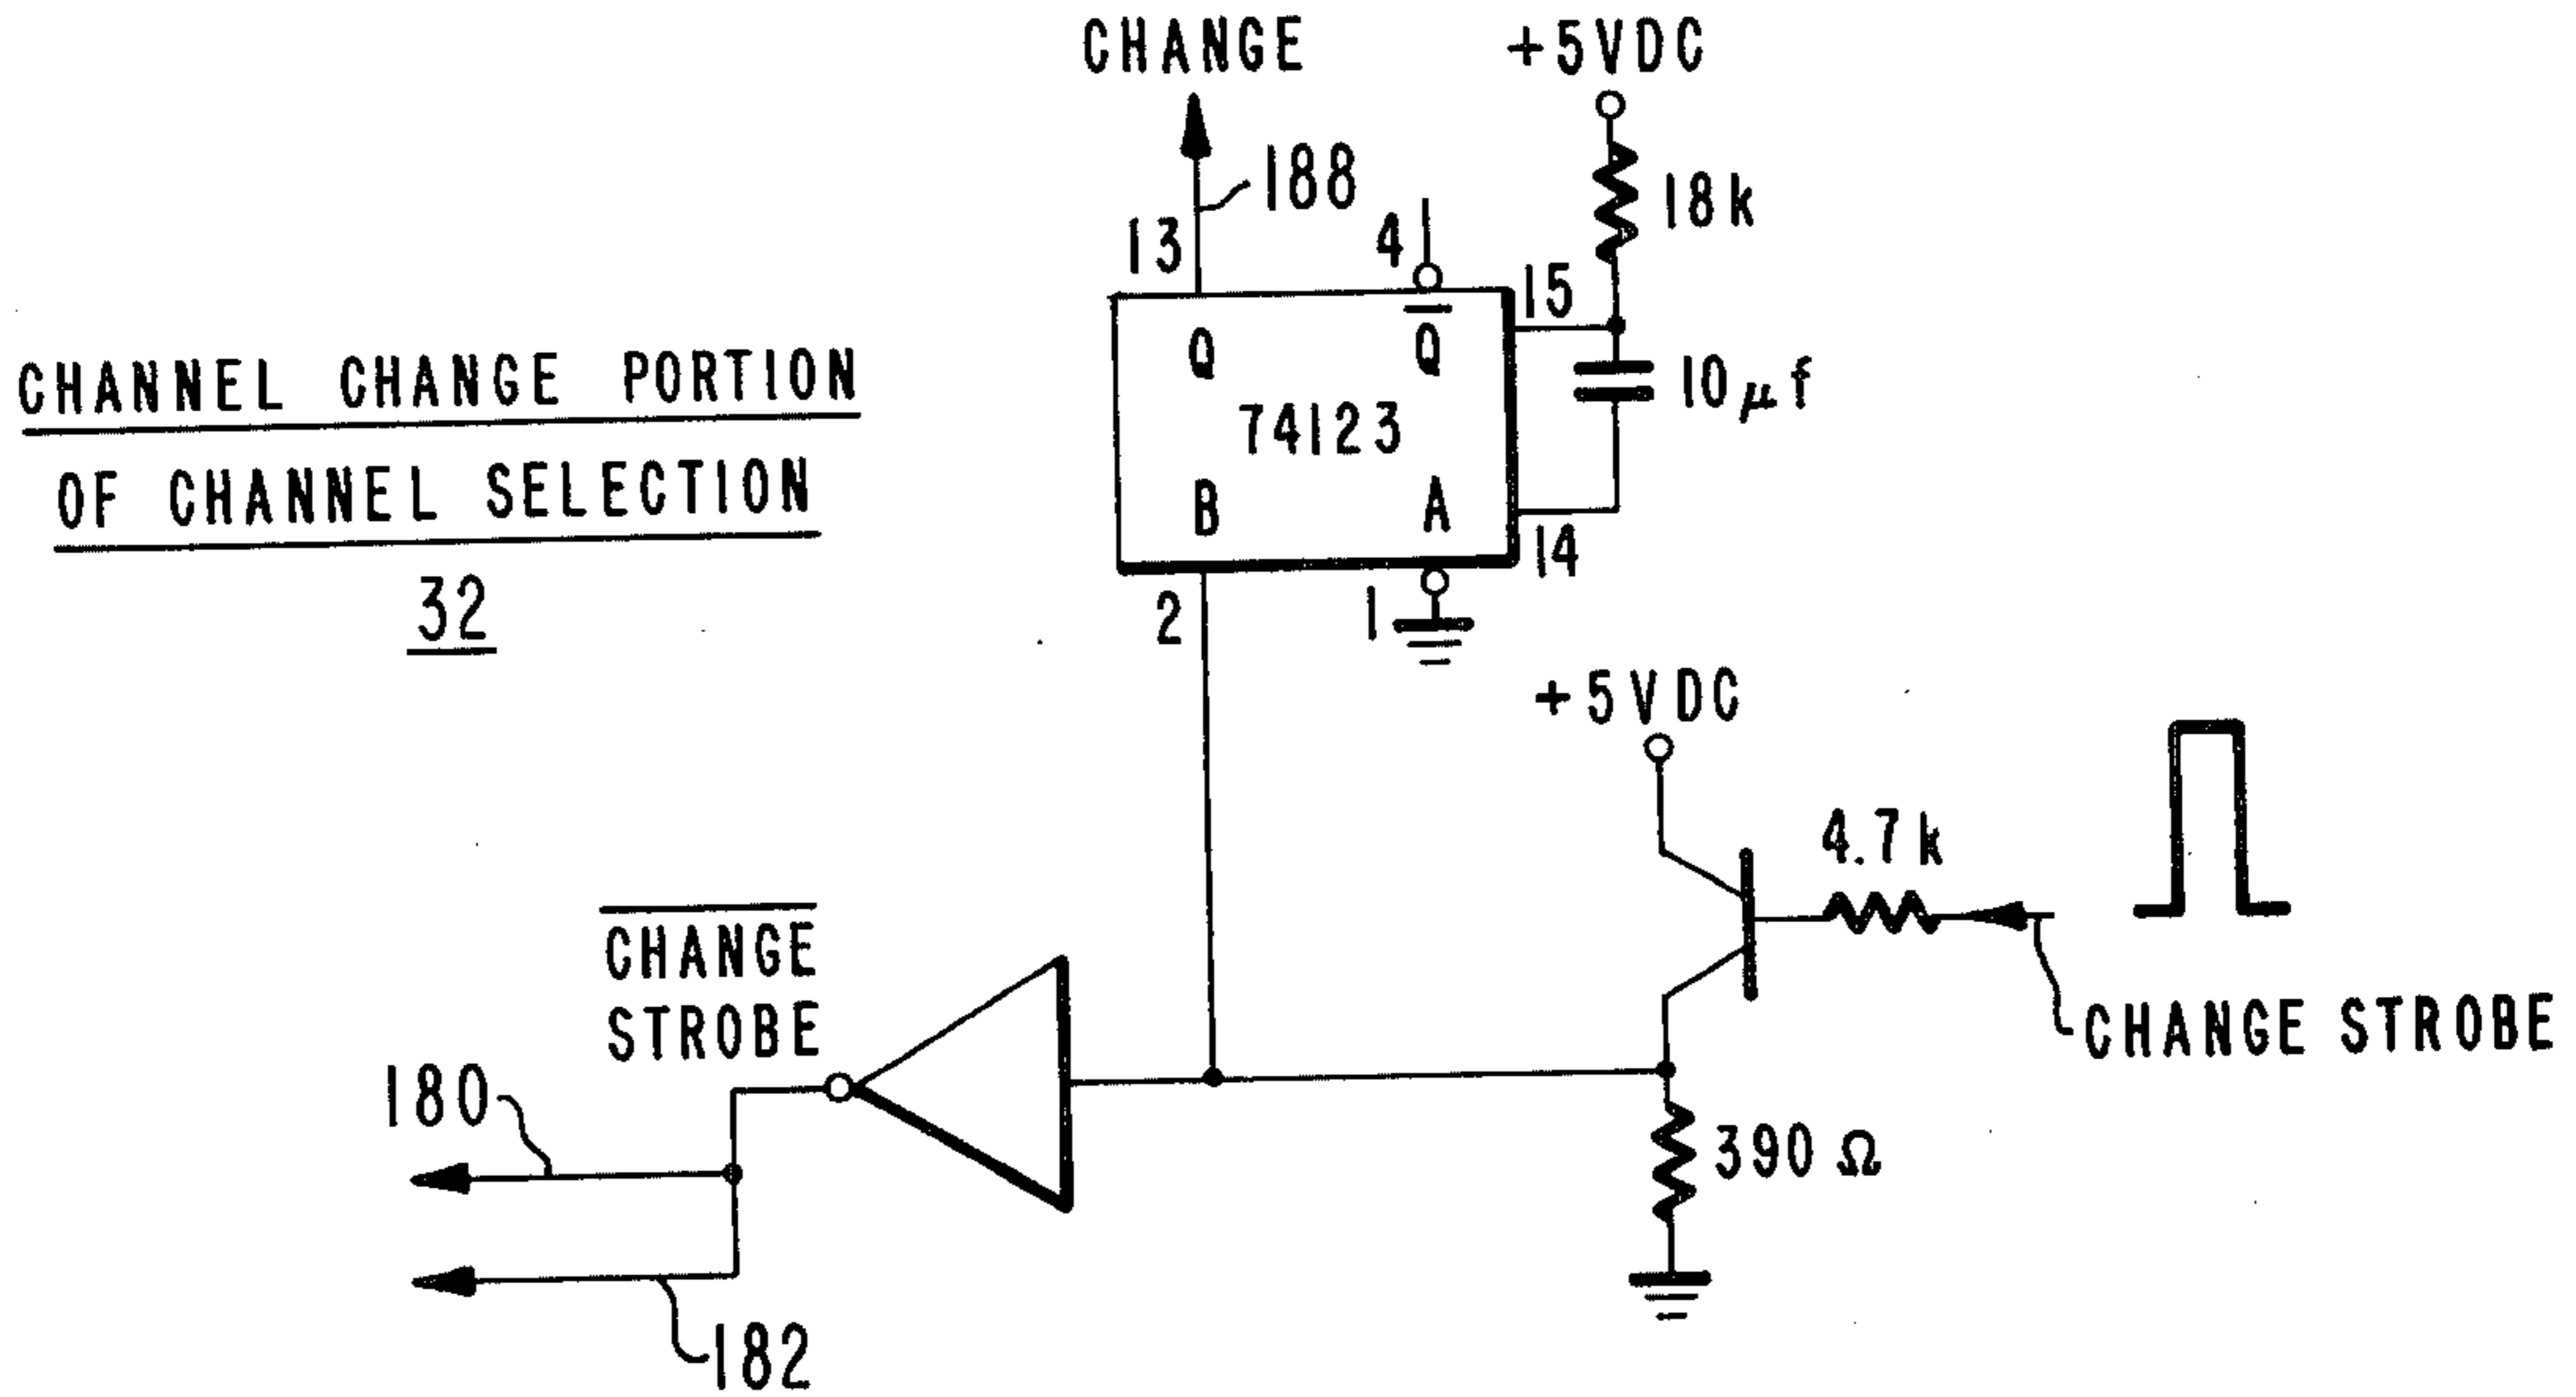 CHANGE
+5VDC
188
18k
13
4
15
Q
Q̅
10μf
74123
CHANNEL CHANGE PORTION
OF CHANNEL SELECTION
32
B
A
14
2
1
+5VDC
4.7k
CHANGE
STROBE
CHANGE STROBE
180
390Ω
182